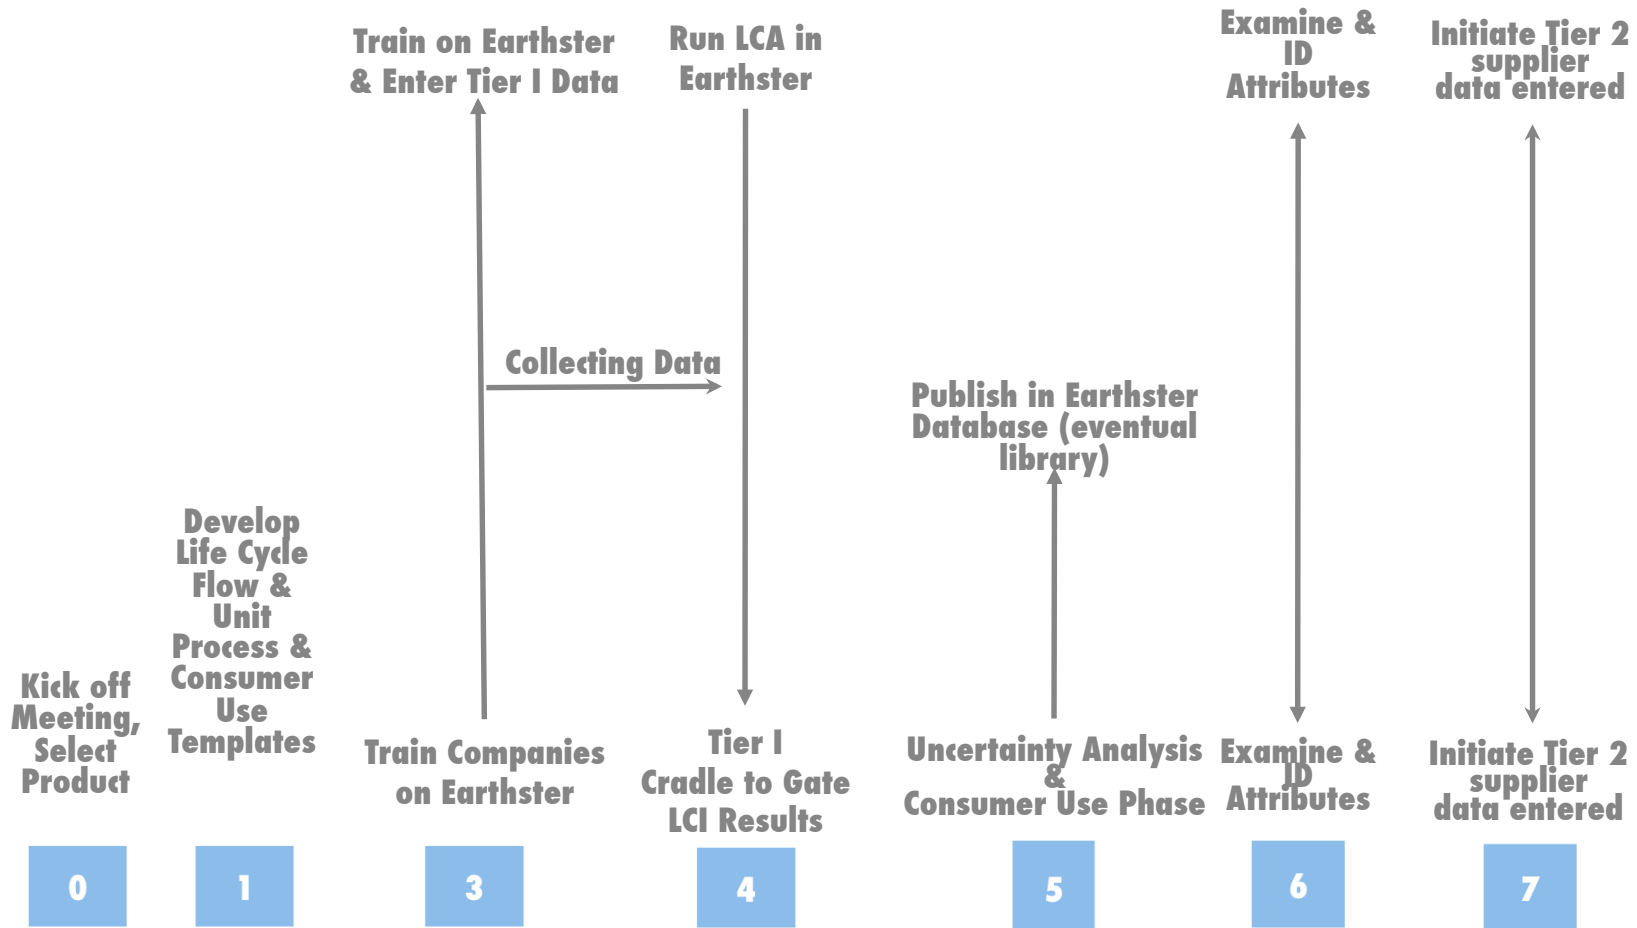 Train on Earthster
& Enter Tier I Data
Run LCA in
Earthster
Examine &
ID
Attributes
Initiate Tier 2
supplier
data entered
Collecting Data
Publish in Earthster
Database (eventual
library)
Develop
Life Cycle
Flow &
Unit
Process &
Consumer
Use
Templates
Kick off
Meeting,
Select
Product
Train Companies
on Earthster
Tier I
Cradle to Gate
LCI Results
Uncertainty Analysis
&
Consumer Use Phase
Examine &
ID
Attributes
Initiate Tier 2
supplier
data entered
0
1
3
4
5
6
7